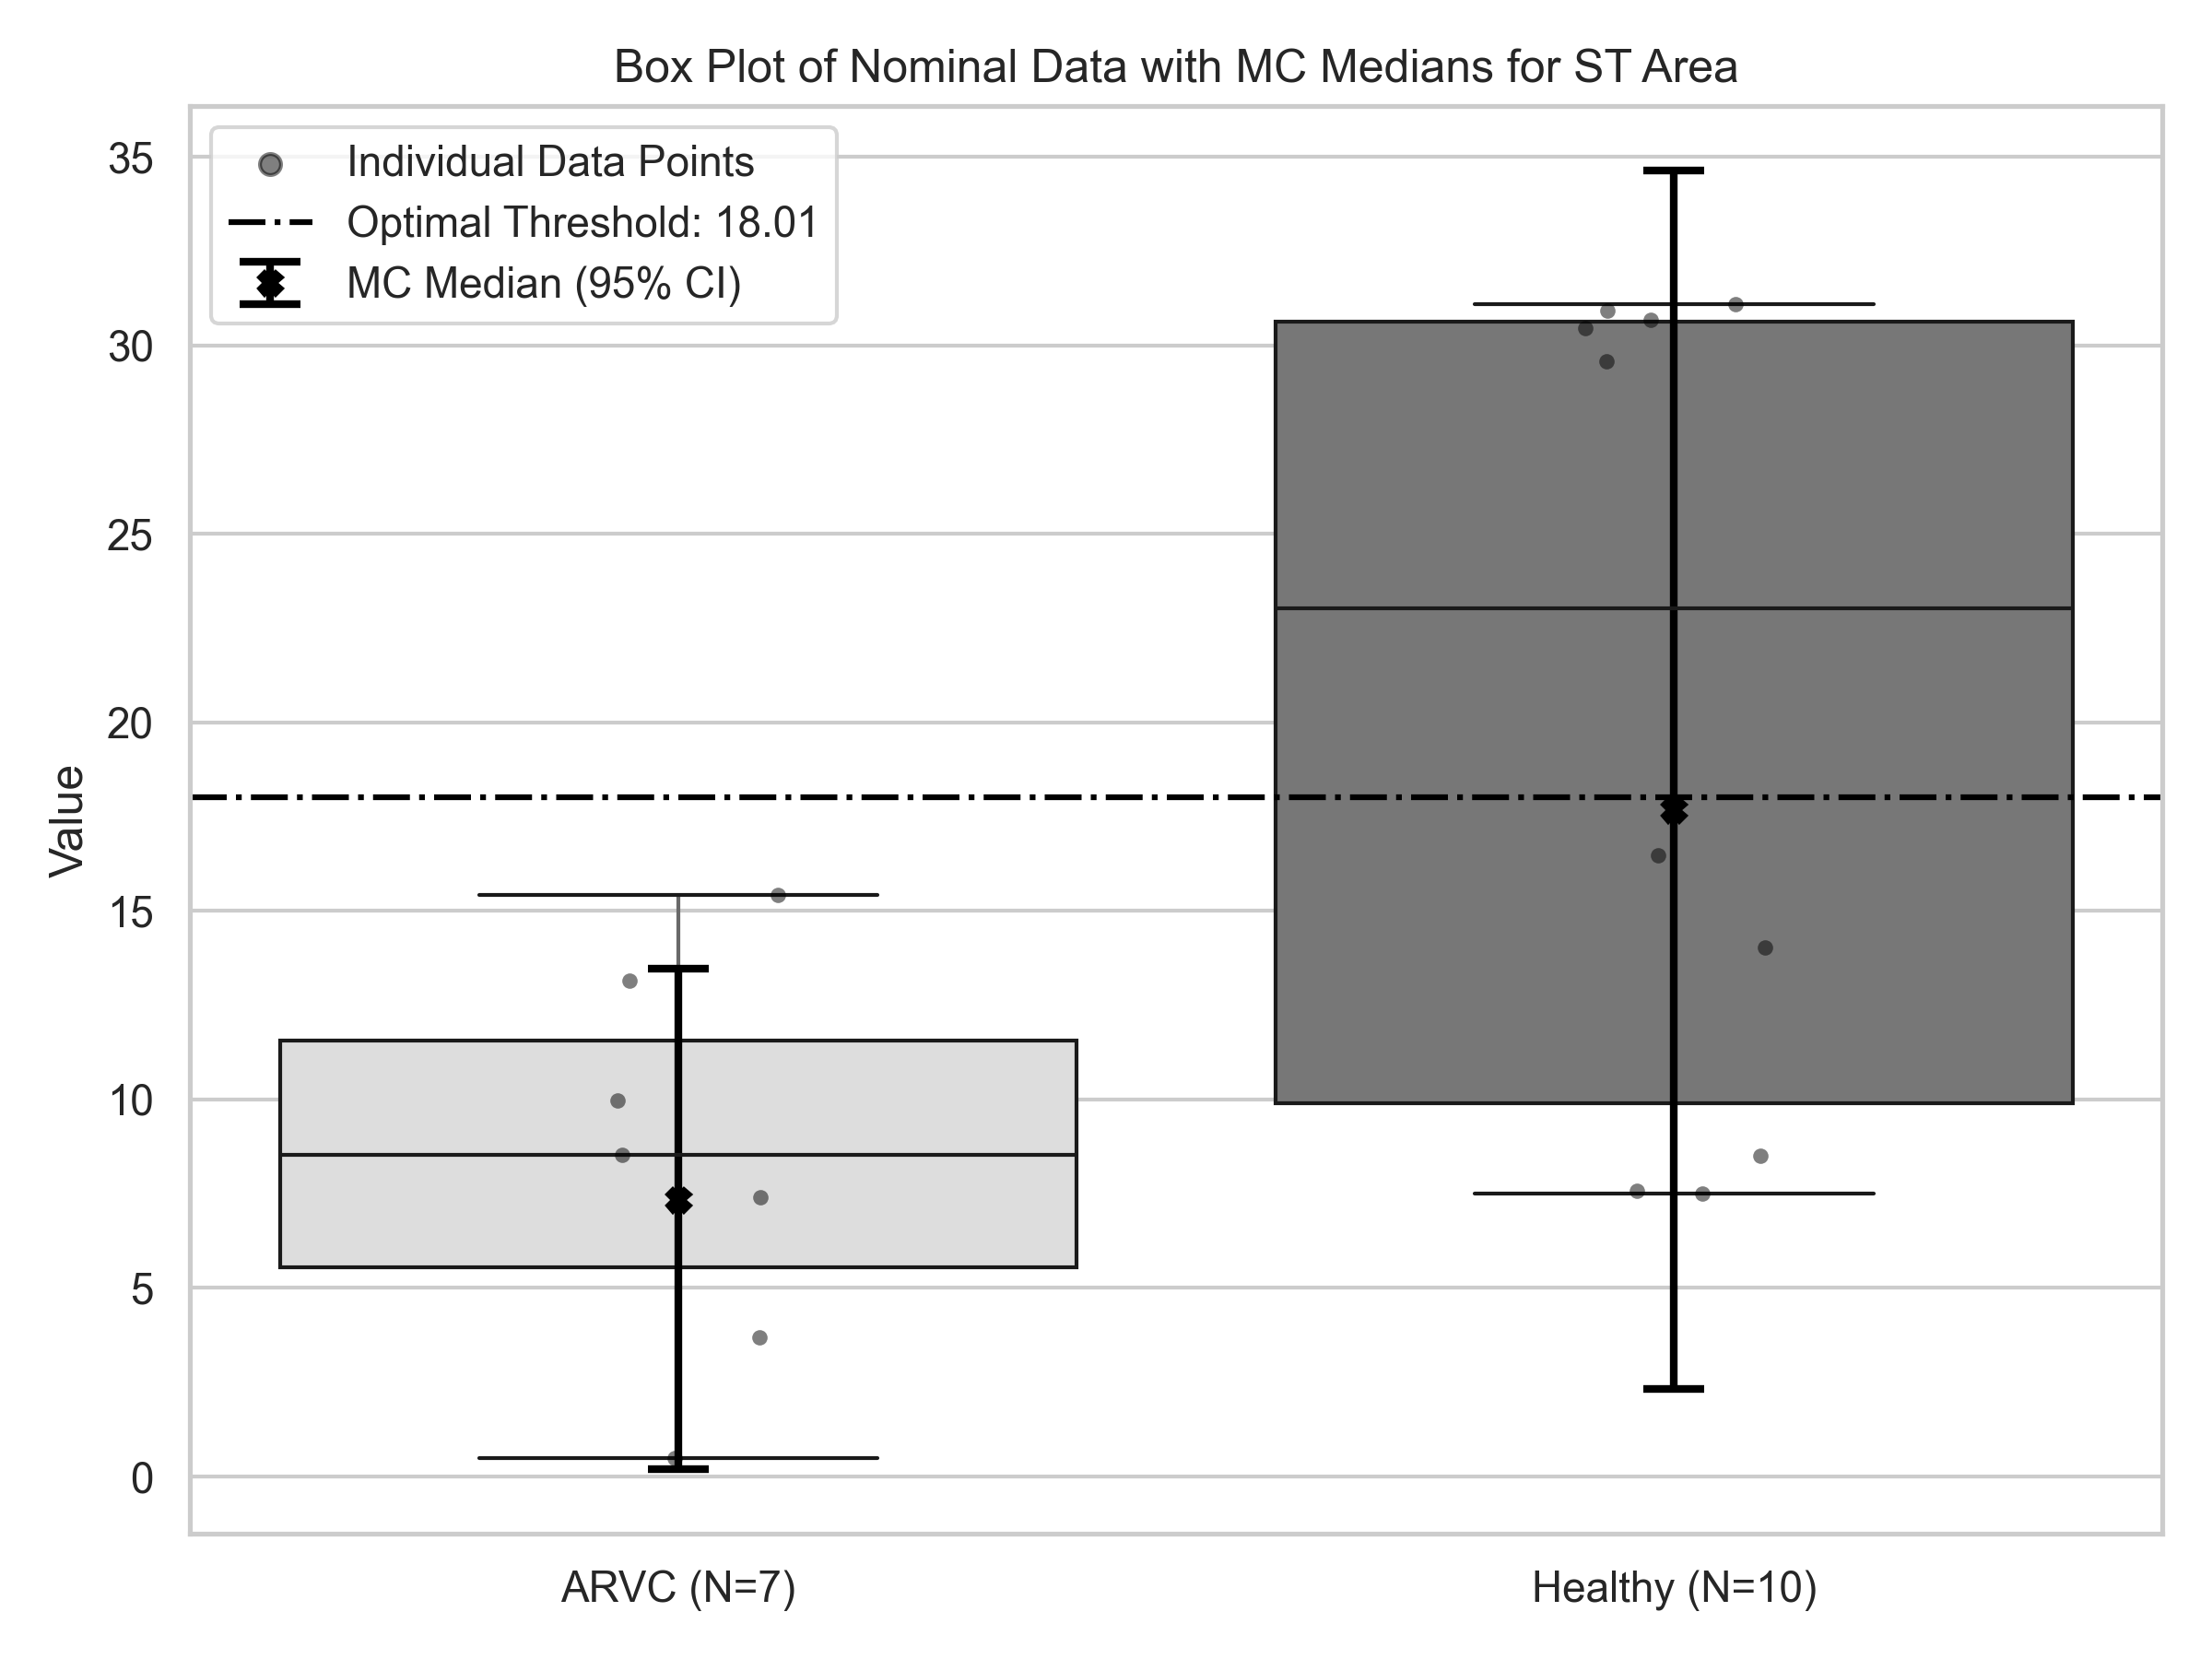 Box Plot of Nominal Data with MC Medians for ST Area
Individual Data Points
Optimal Threshold: 18.01
MC Median (95% CI)
Value
35
30
25
20
15
10
5
0
ARVC (N=7)
Healthy (N=10)